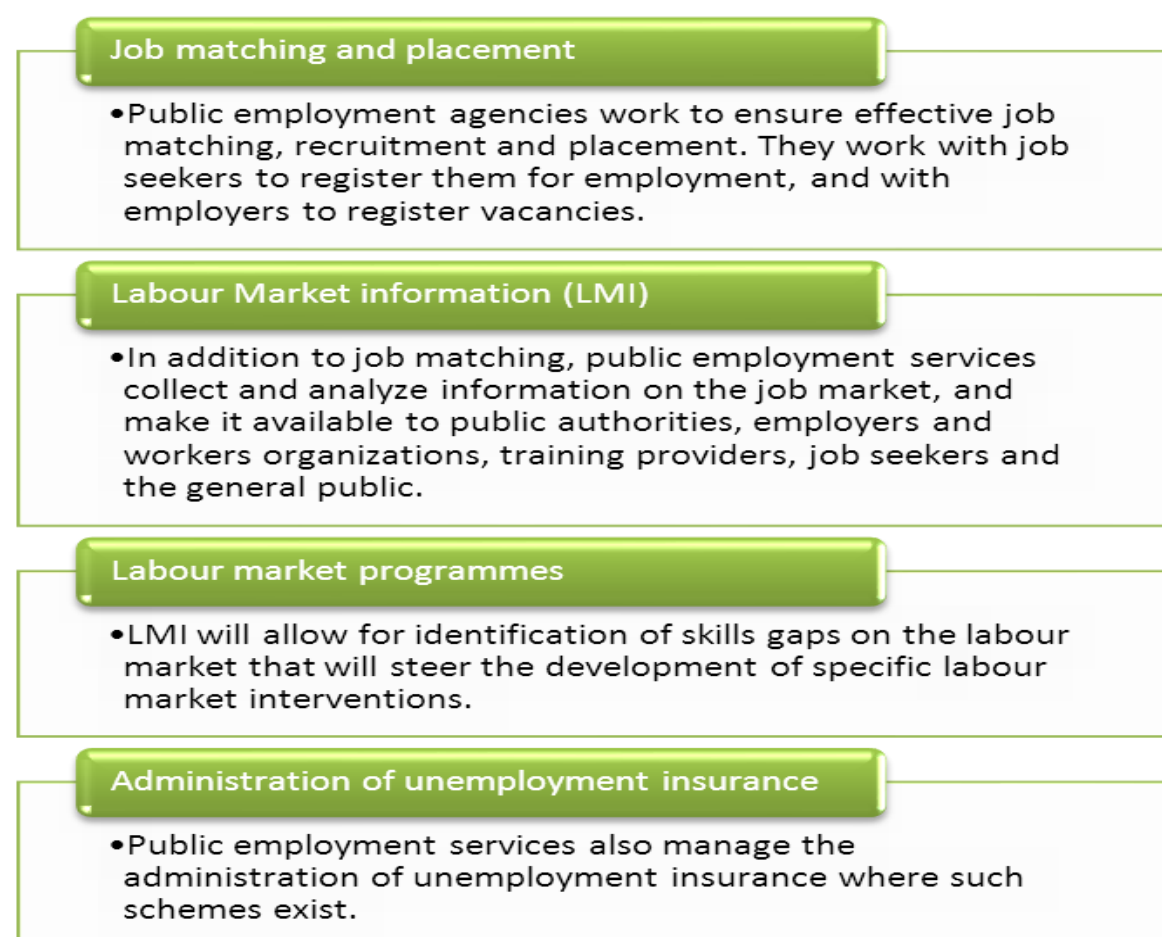 Job matching and placement
•Public employment agencies work to ensure effective job
matching, recruitment and placement. They work with job
seekers to register them for employment, and with
employers to register vacancies.
Labour Market information (LMI)
•In addition to job matching, public employment services
collect and analyze information on the job market, and
make it available to public authorities, employers and
workers organizations, training providers, job seekers and
the general public.
Labour market programmes
•LMI will allow for identification of skills gaps on the labour
market that will steer the development of specific labour
market interventions.
Administration of unemployment insurance
•Public employment services also manage the
administration of unemployment insurance where such
schemes exist.